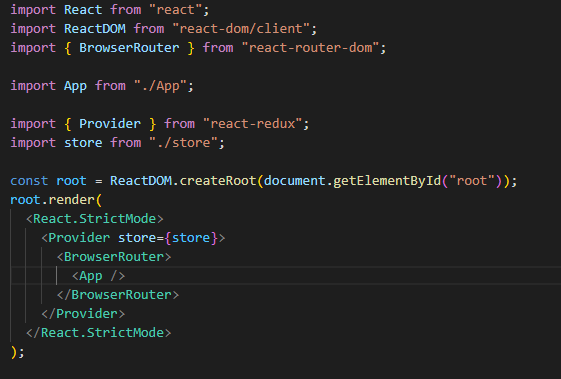 import React from "react";
import ReactDOM from "react-dom/client";
import { BrowserRouter } from "react-router-dom";

import App from "./App";

import { Provider } from "react-redux";
import store from "./store";

const root = ReactDOM.createRoot(document.getElementById("root"));
root.render(
  <React.StrictMode>
    <Provider store={store}>
      <BrowserRouter>
        <App />
      </BrowserRouter>
    </Provider>
  </React.StrictMode>
);